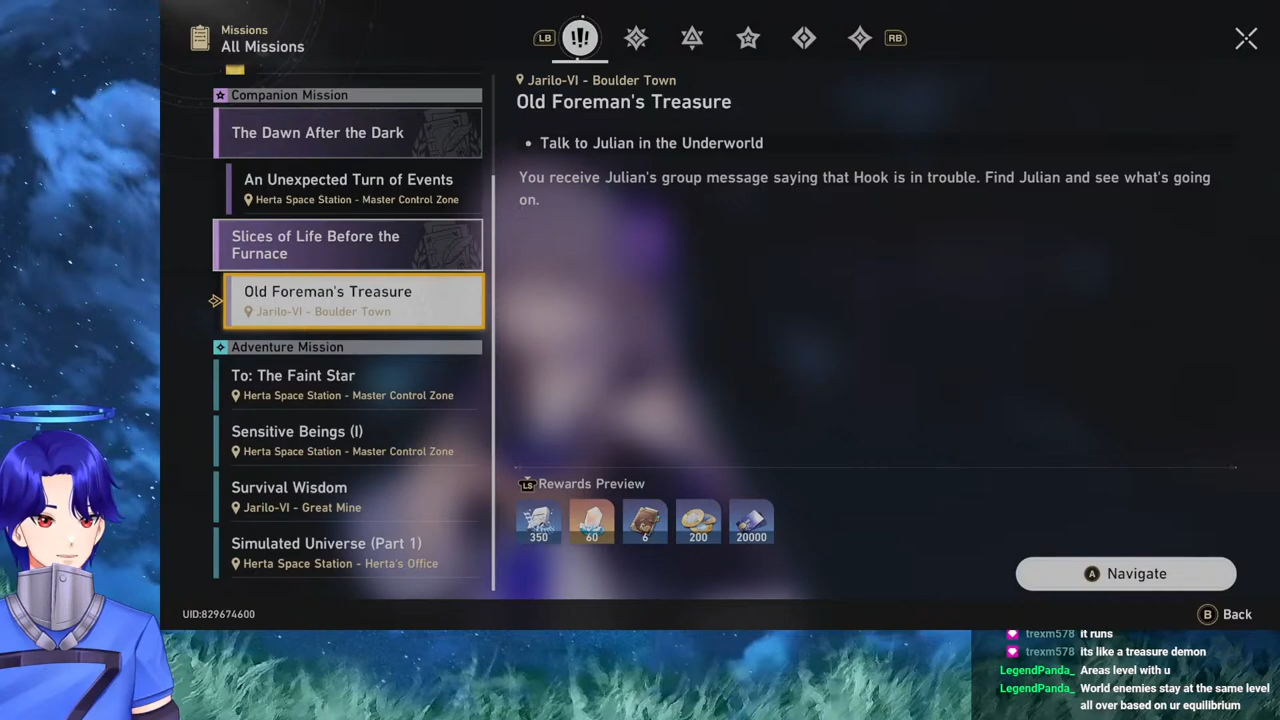 Missions
All Missions
LB
RB
Companion Mission
The Dawn After the Dark
An Unexpected Turn of Events
Herta Space Station - Master Control Zone
Slices of Life Before the
Furnace
Old Foreman's Treasure
Jarilo-VI - Boulder Town
Adventure Mission
To: The Faint Star
Herta Space Station - Master Control Zone
Sensitive Beings (I)
Herta Space Station - Master Control Zone
Survival Wisdom
Jarilo-VI - Great Mine
Simulated Universe (Part 1)
Herta Space Station - Herta's Office
Jarilo-VI - Boulder Town
Old Foreman's Treasure
• Talk to Julian in the Underworld
You receive Julian's group message saying that Hook is in trouble. Find Julian and see what's going
on.
LS Rewards Preview
350 60 6 200 20000
A Navigate
UID:829674600
B Back
trexm578 it runs
trexm578 its like a treasure demon
LegendPanda_ Areas level with u
LegendPanda_ World enemies stay at the same level
all over based on ur equilibrium